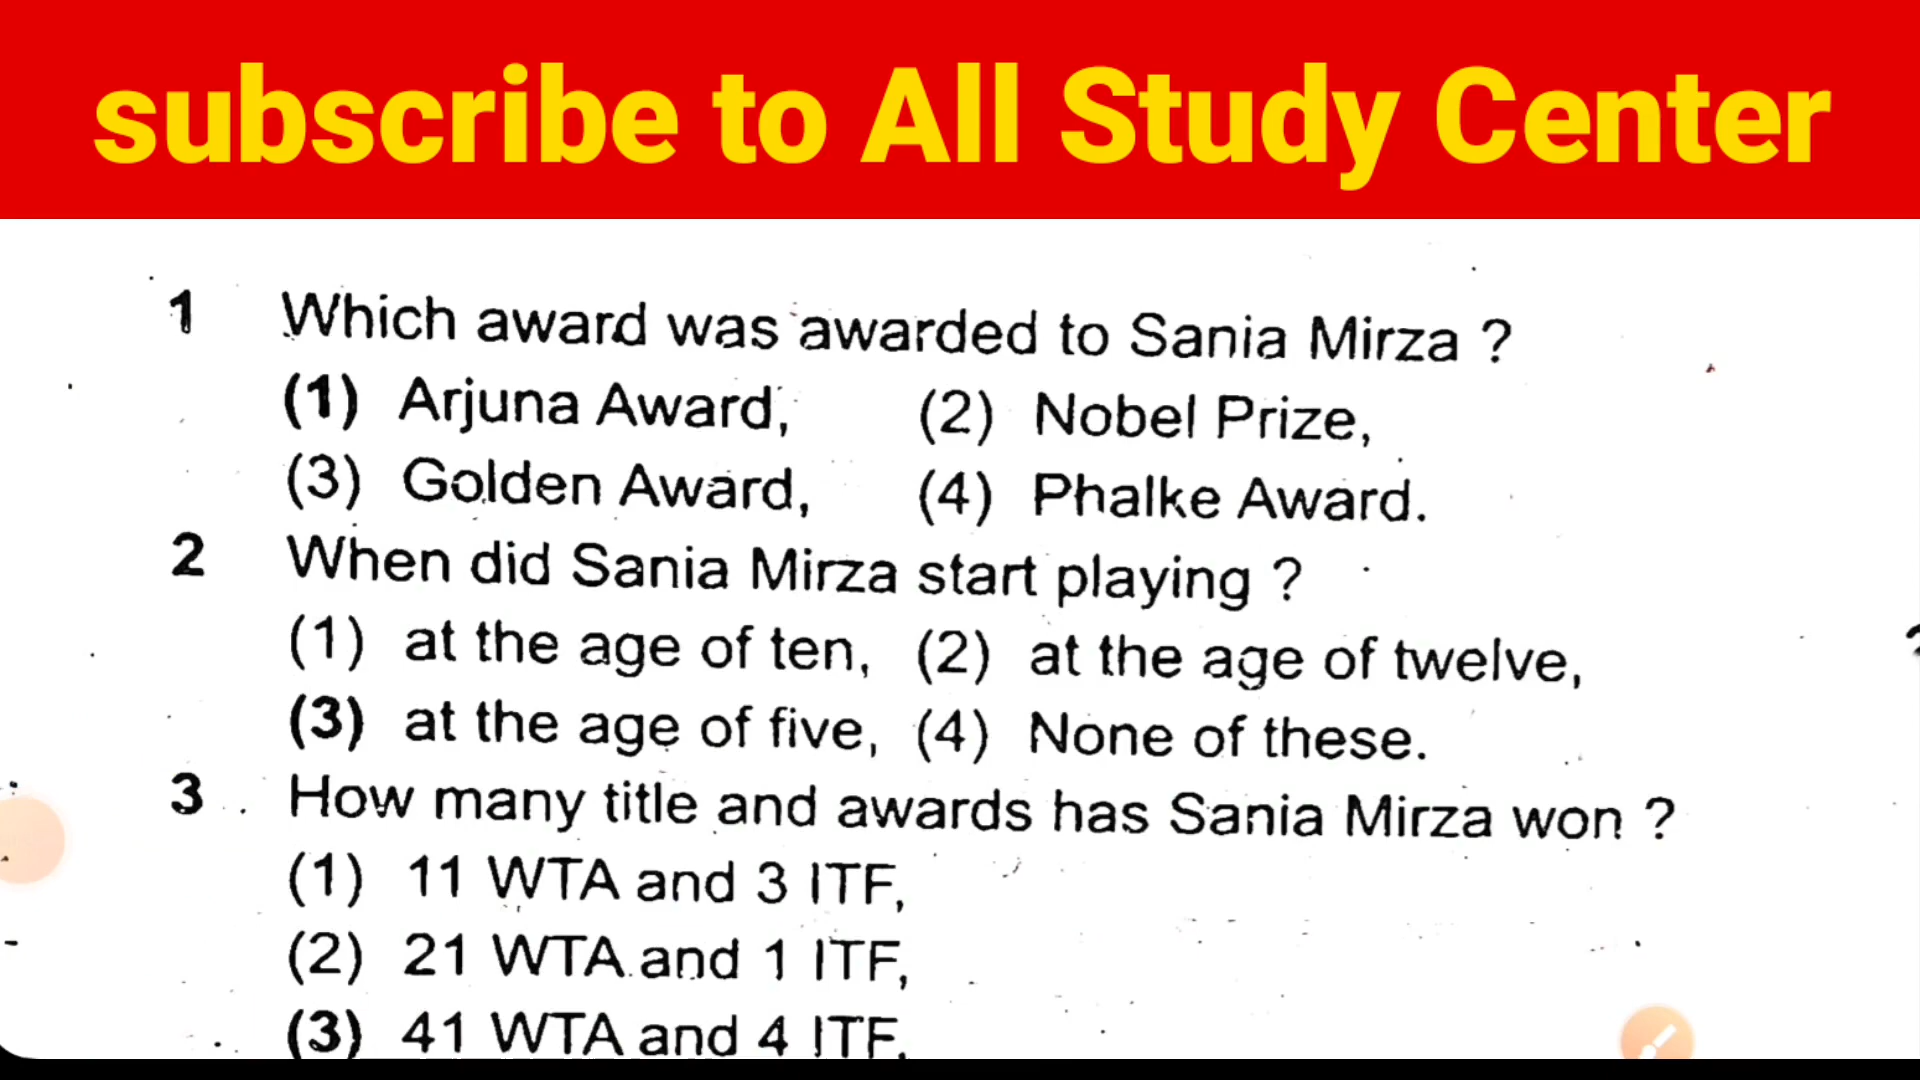 subscribe to All Study Center
1 Which award was awarded to Sania Mirza ?
(1) Arjuna Award, (2) Nobel Prize,
(3) Golden Award, (4) Phalke Award.
2 When did Sania Mirza start playing ?
(1) at the age of ten, (2) at the age of twelve,
(3) at the age of five, (4) None of these.
3 . How many title and awards has Sania Mirza won ?
(1) 11 WTA and 3 ITF,
(2) 21 WTA and 1 ITF,
(3) 41 WTA and 4 ITF.